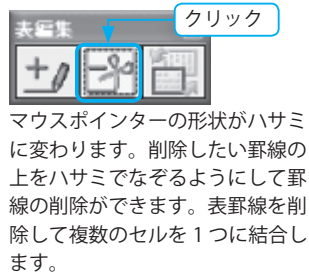 クリック
表編集
マウスポインターの形状がハサミ
に変わります。削除したい罫線の
上をハサミでなぞるようにして罫
線の削除ができます。表罫線を削
除して複数のセルを 1 つに結合し
ます。